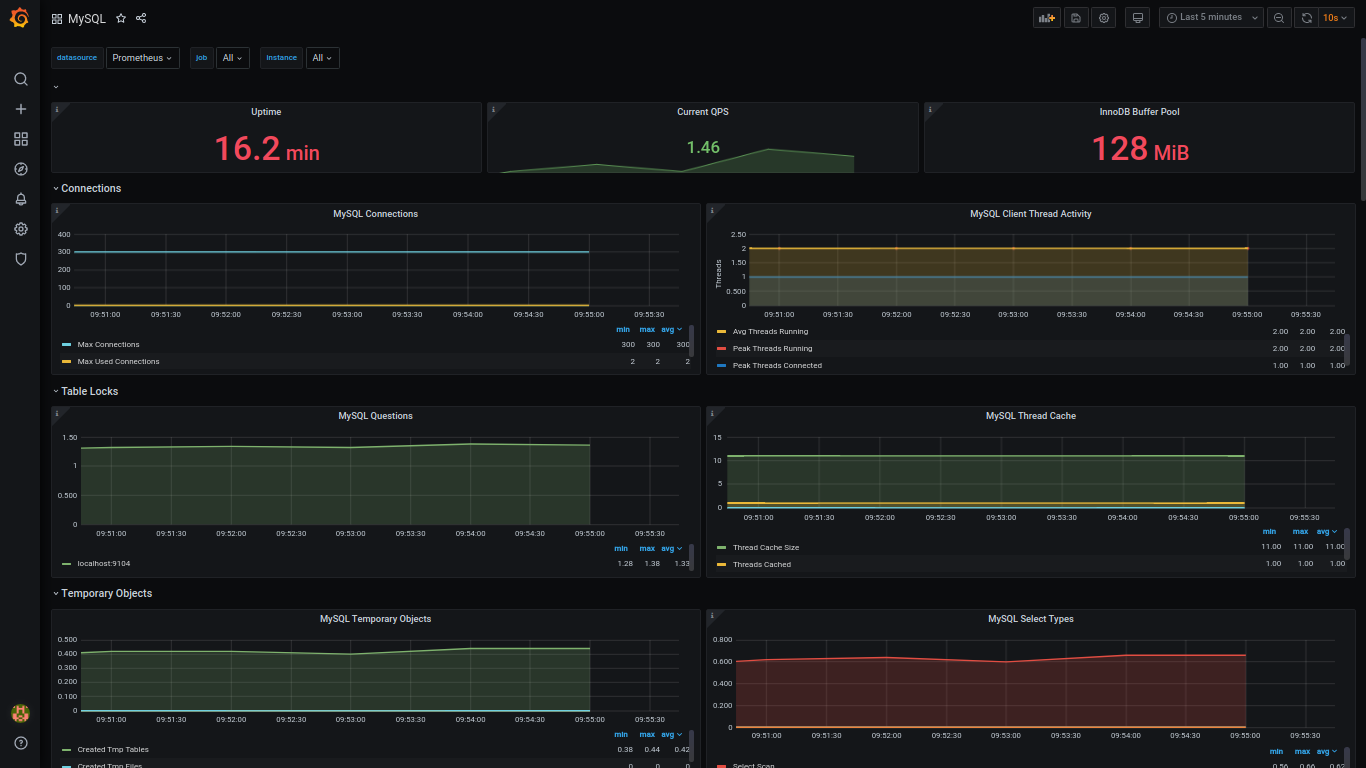 MySQL
Last 5 minutes
10s
datasource Prometheus job All Instance All
Uptime
16.2 min
Current QPS
1.46
InnoDB Buffer Pool
128 MiB
Connections
MySQL Connections
400
300
200
100
0
09:51:00 09:51:30 09:52:00 09:52:30 09:53:00 09:53:30 09:54:00 09:54:30 09:55:00 09:55:30
min max avg
Max Connections 300 300 300
Max Used Connections 2 2 2
MySQL Client Thread Activity
Threads
2.50
2
1.50
1
0.500
0
09:51:00 09:51:30 09:52:00 09:52:30 09:53:00 09:53:30 09:54:00 09:54:30 09:55:00 09:55:30
Avg Threads Running 2.00 2.00 2.00
Peak Threads Running 2.00 2.00 2.00
Peak Threads Connected 1.00 1.00 1.00
Table Locks
MySQL Questions
1.50
1
0.500
0
09:51:00 09:51:30 09:52:00 09:52:30 09:53:00 09:53:30 09:54:00 09:54:30 09:55:00 09:55:30
min max avg
localhost:9104 1.28 1.38 1.33
MySQL Thread Cache
15
10
5
0
09:51:00 09:51:30 09:52:00 09:52:30 09:53:00 09:53:30 09:54:00 09:54:30 09:55:00 09:55:30
min max avg
Thread Cache Size 11.00 11.00 11.00
Threads Cached 1.00 1.00 1.00
Temporary Objects
MySQL Temporary Objects
0.500
0.400
0.300
0.200
0.100
0
09:51:00 09:51:30 09:52:00 09:52:30 09:53:00 09:53:30 09:54:00 09:54:30 09:55:00 09:55:30
min max avg
Created Tmp Tables 0.38 0.44 0.42
Created Tmp Files 0 0 0
MySQL Select Types
0.800
0.600
0.400
0.200
0
09:51:00 09:51:30 09:52:00 09:52:30 09:53:00 09:53:30 09:54:00 09:54:30 09:55:00 09:55:30
min max avg
Select Scan 0.56 0.66 0.62